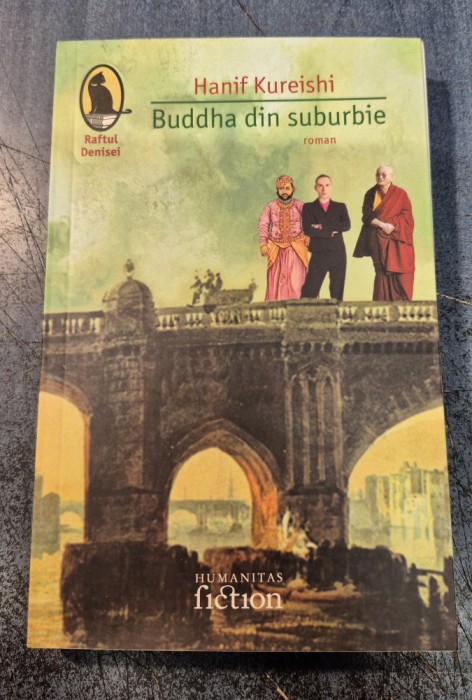 Hanif Kureishi
Buddha din suburbie
roman
Raftul
Denisei
HUMANITAS
fiction